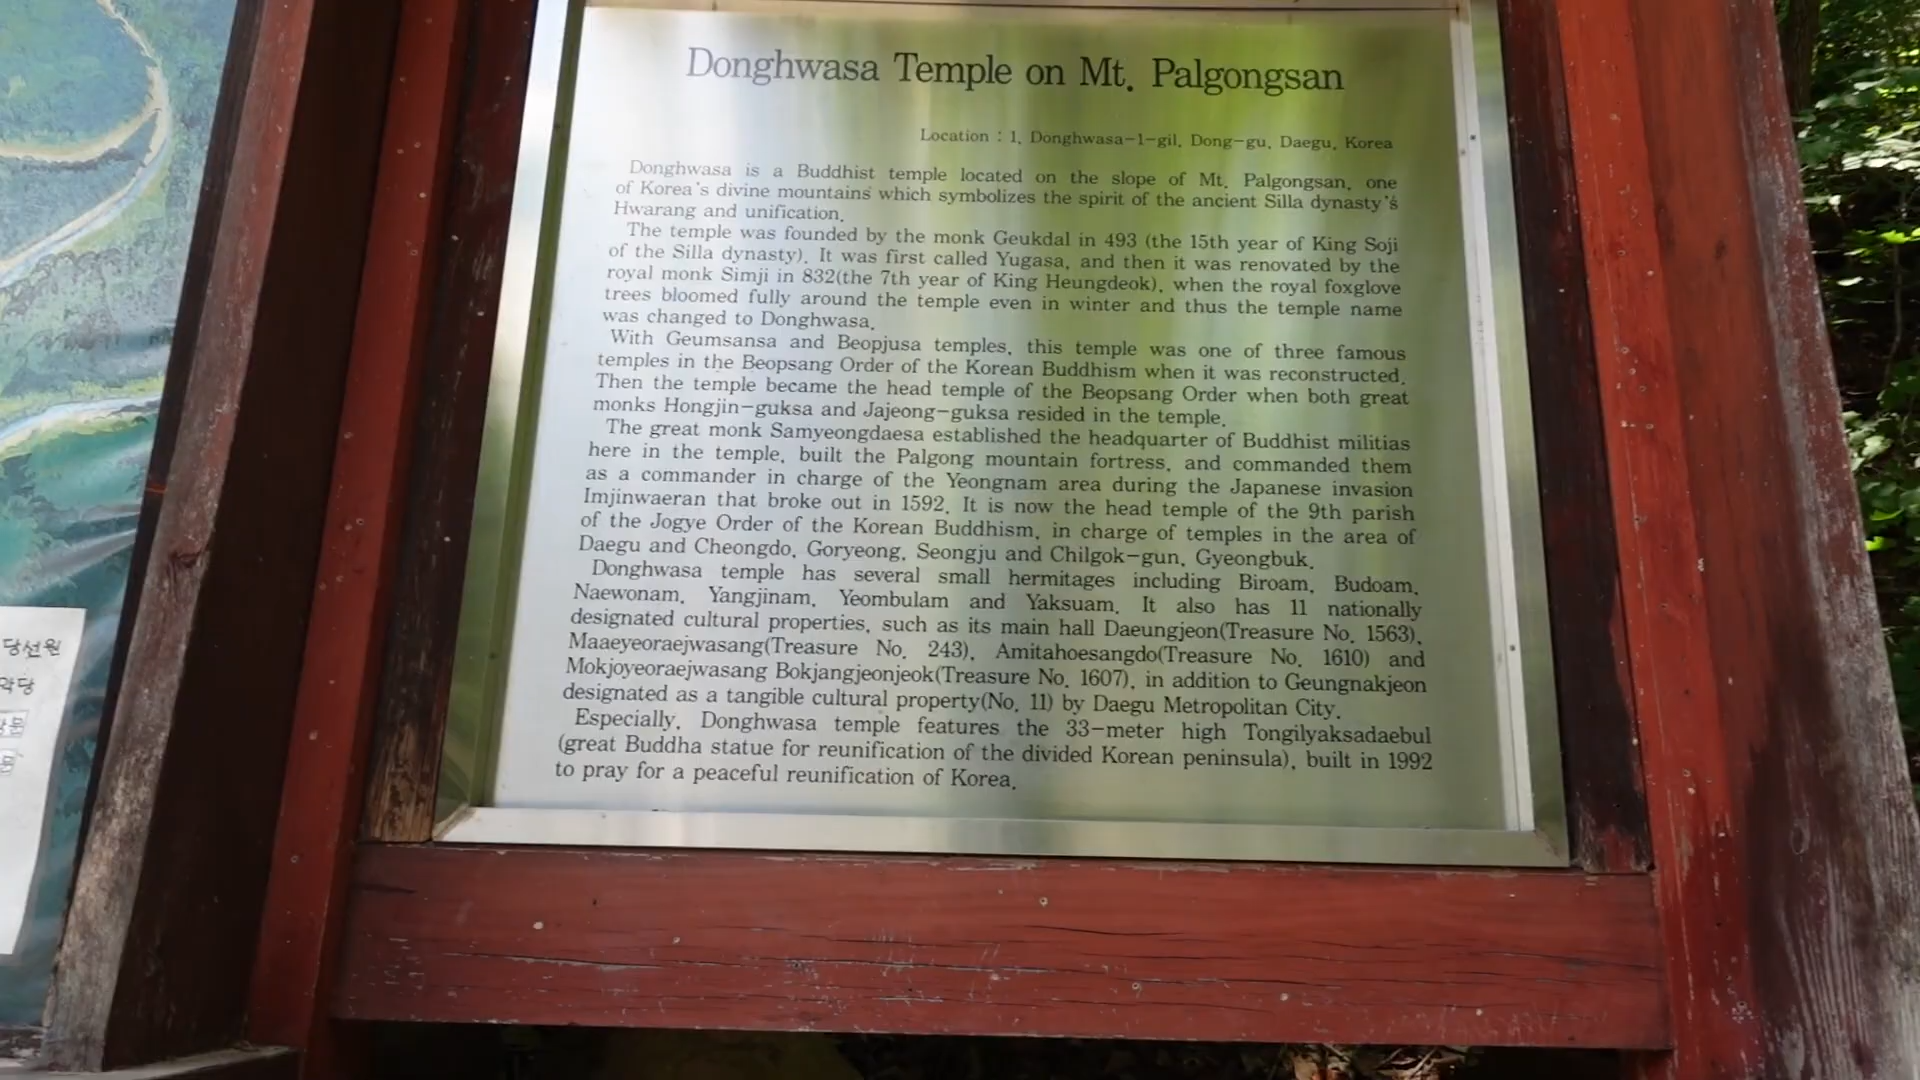 Donghwasa Temple on Mt. Palgongsan
Location : 1, Donghwasa-1-gil, Dong-gu, Daegu, Korea
Donghwasa is a Buddhist temple located on the slope of Mt. Palgongsan, one
of Korea's divine mountains which symbolizes the spirit of the ancient Silla dynasty's
Hwarang and unification.
The temple was founded by the monk Geukdal in 493 (the 15th year of King Soji
of the Silla dynasty). It was first called Yugasa, and then it was renovated by the
royal monk Simji in 832(the 7th year of King Heungdeok), when the royal foxglove
trees bloomed fully around the temple even in winter and thus the temple name
was changed to Donghwasa.
With Geumsansa and Beopjusa temples, this temple was one of three famous
temples in the Beopsang Order of the Korean Buddhism when it was reconstructed.
Then the temple became the head temple of the Beopsang Order when both great
monks Hongjin-guksa and Jajeong-guksa resided in the temple.
The great monk Samyeongdaesa established the headquarter of Buddhist militias
here in the temple, built the Palgong mountain fortress, and commanded them
as a commander in charge of the Yeongnam area during the Japanese invasion
Imjinwaeran that broke out in 1592. It is now the head temple of the 9th parish
of the Jogye Order of the Korean Buddhism, in charge of temples in the area of
Daegu and Cheongdo, Goryeong, Seongju and Chilgok-gun, Gyeongbuk.
Donghwasa temple has several small hermitages including Biroam, Budoam,
Naewonam, Yangjinam, Yeombulam and Yaksuam. It also has 11 nationally
designated cultural properties, such as its main hall Daeungjeon(Treasure No. 1563),
Maaeyeoraejwasang(Treasure No. 243), Amitahoesangdo(Treasure No. 1610) and
Mokjoyeoraejwasang Bokjangjeonjeok(Treasure No. 1607), in addition to Geungnakjeon
designated as a tangible cultural property(No. 11) by Daegu Metropolitan City.
Especially, Donghwasa temple features the 33-meter high Tongilyaksadaebul
(great Buddha statue for reunification of the divided Korean peninsula), built in 1992
to pray for a peaceful reunification of Korea.
당선원